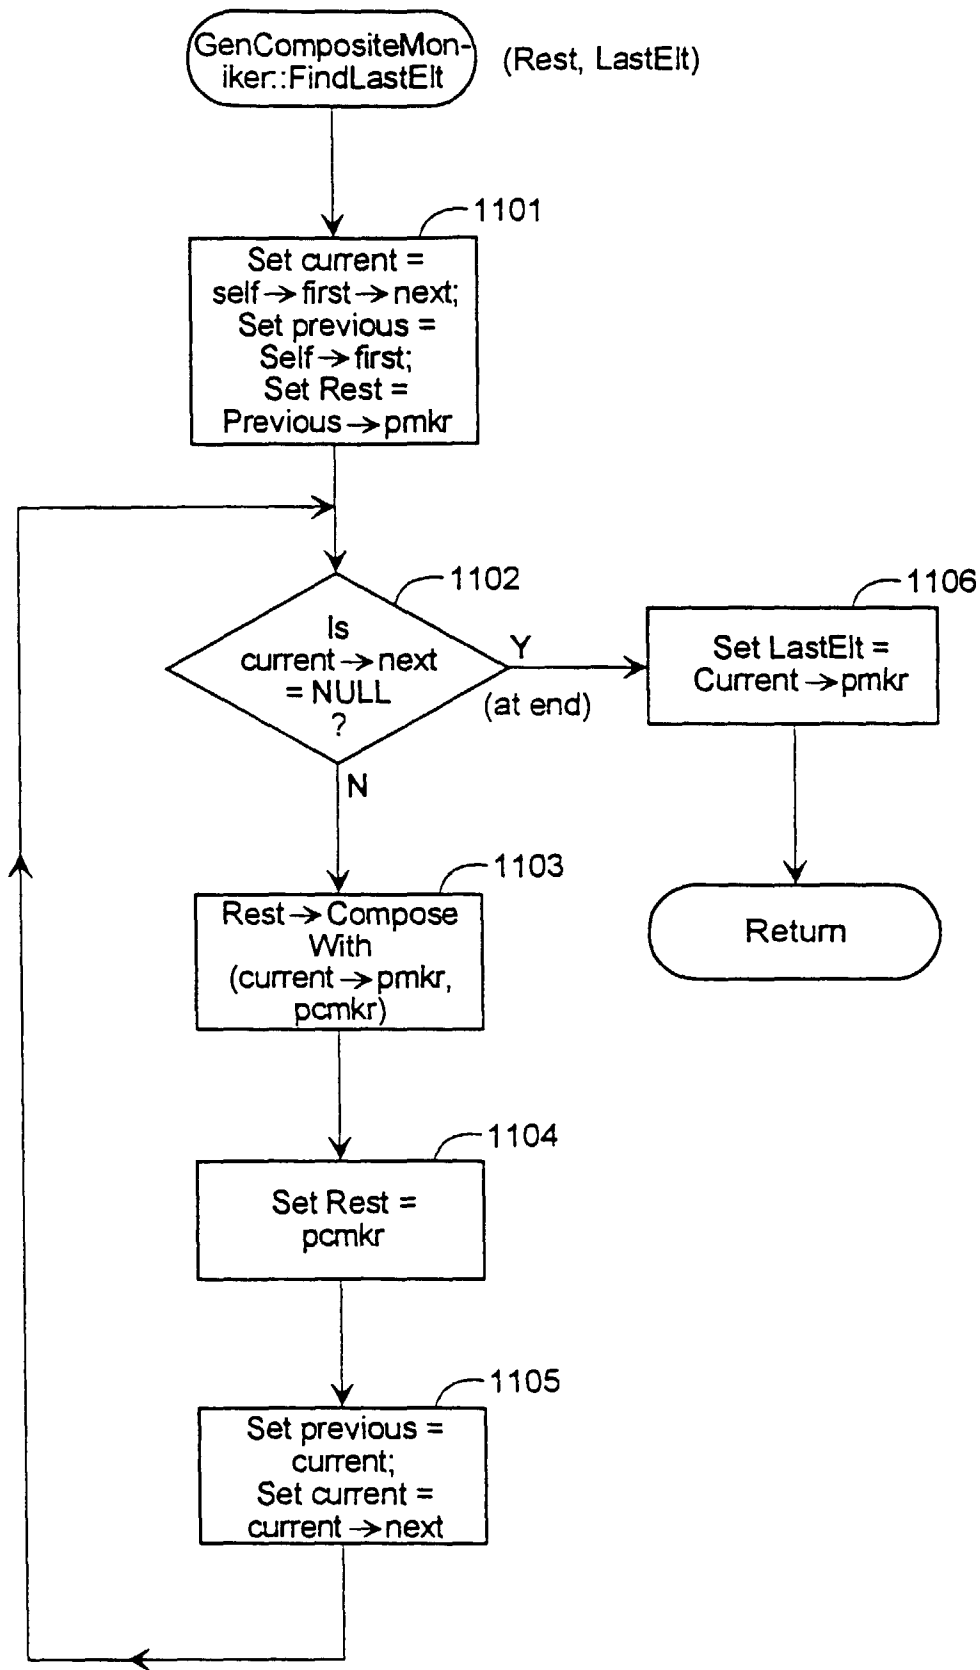 GenCompositeMon-
iker::FindLastElt
(Rest, LastElt)
1101
Set current =
self→first→next;
Set previous =
Self→first;
Set Rest =
Previous→pmkr
1102
Is
current→next
= NULL
?
Y
(at end)
N
1106
Set LastElt =
Current→pmkr
Return
1103
Rest→Compose
With
(current→pmkr,
pcmkr)
1104
Set Rest =
pcmkr
1105
Set previous =
current;
Set current =
current→next